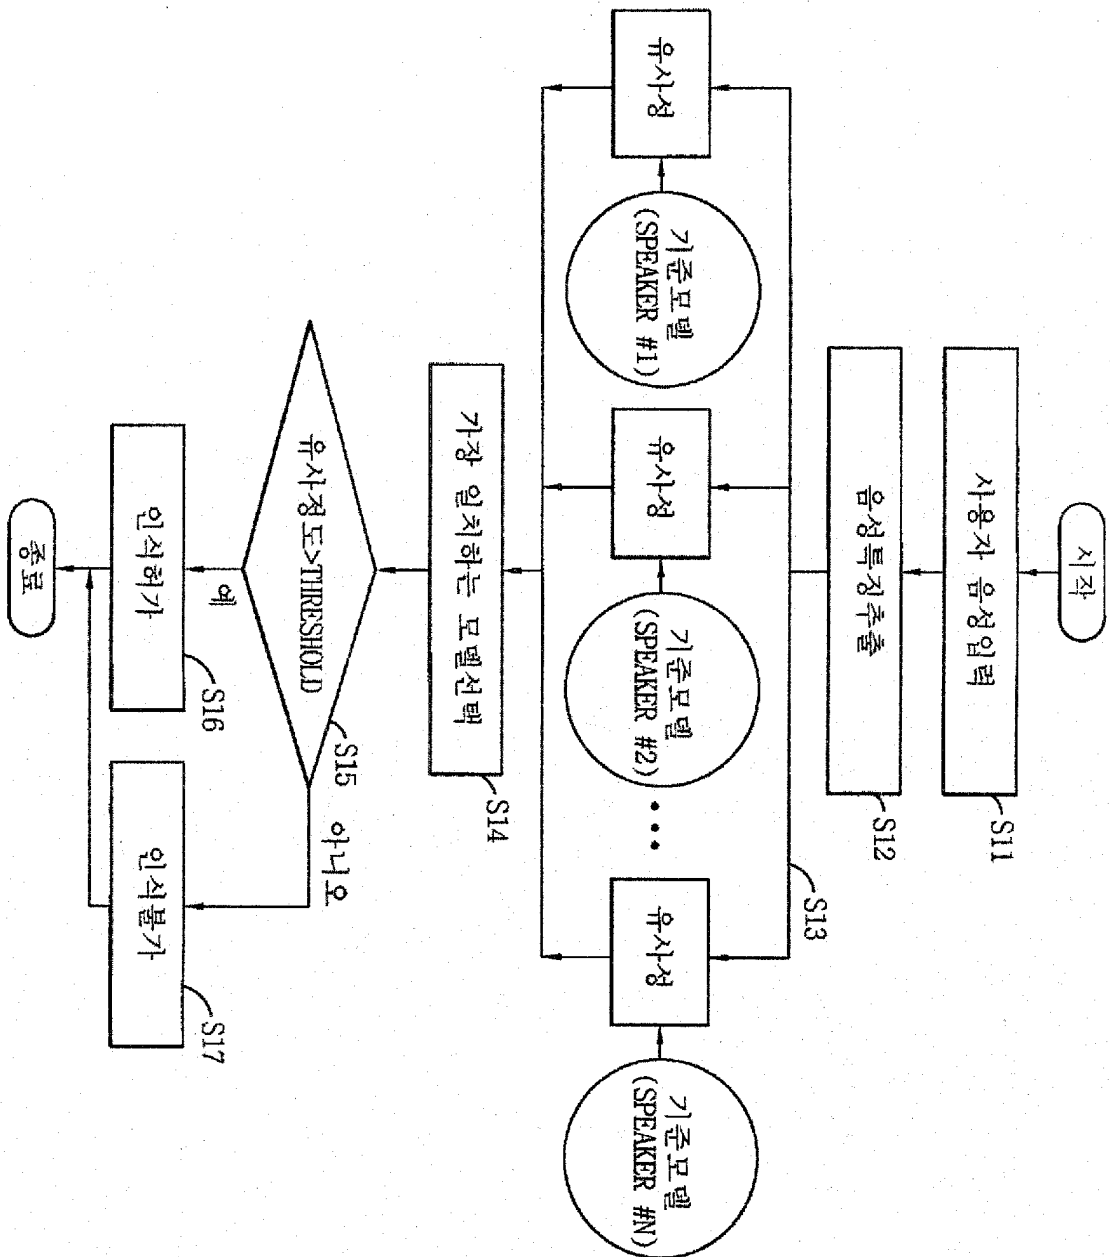 시작
사용자 음성입력
S11
음성특징추출
S12
S13
유사성
기준모델
(SPEAKER #1)
유사성
기준모델
(SPEAKER #2)
•••
유사성
기준모델
(SPEAKER #N)
가장 일치하는 모델선택
S14
유사정도>THRESHOLD
S15
예
아니오
인식허가
S16
인식불가
S17
종료